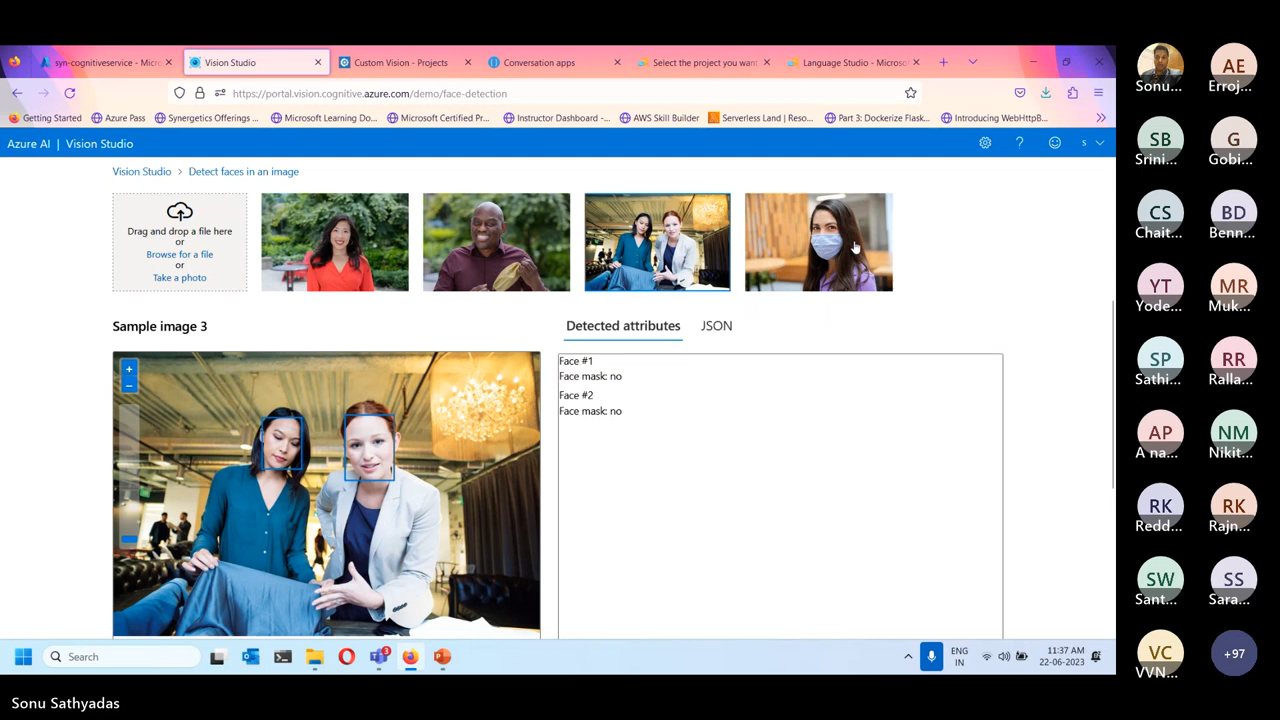 syn-cognitiveservice - Micro
Vision Studio
Custom Vision - Projects
Conversation apps
Select the project you want
Language Studio - Microsof
https://portal.vision.cognitive.azure.com/demo/face-detection
Getting Started
Azure Pass
Synergetics Offerings ...
Microsoft Learning Do...
Microsoft Certified Pr...
Instructor Dashboard -...
AWS Skill Builder
Serverless Land | Reso...
Part 3: Dockerize Flask...
Introducing WebHttpB...
Azure AI | Vision Studio
s
Vision Studio > Detect faces in an image
Drag and drop a file here
or
Browse for a file
or
Take a photo
Sample image 3
Detected attributes
JSON
+
−
Face #1
Face mask: no
Face #2
Face mask: no
Search
3
ENG
IN
11:37 AM
22-06-2023
Sonu Sathyadas
Sonu...
AE
Erroj...
SB
Srini...
G
Gobi...
CS
Chait...
BD
Benn...
YT
Yode...
MR
Muk...
SP
Sathi...
RR
Ralla...
AP
A na...
NM
Nikit...
RK
Redd...
RK
Rajn...
SW
Sant...
SS
Sara...
VC
VVN...
+97